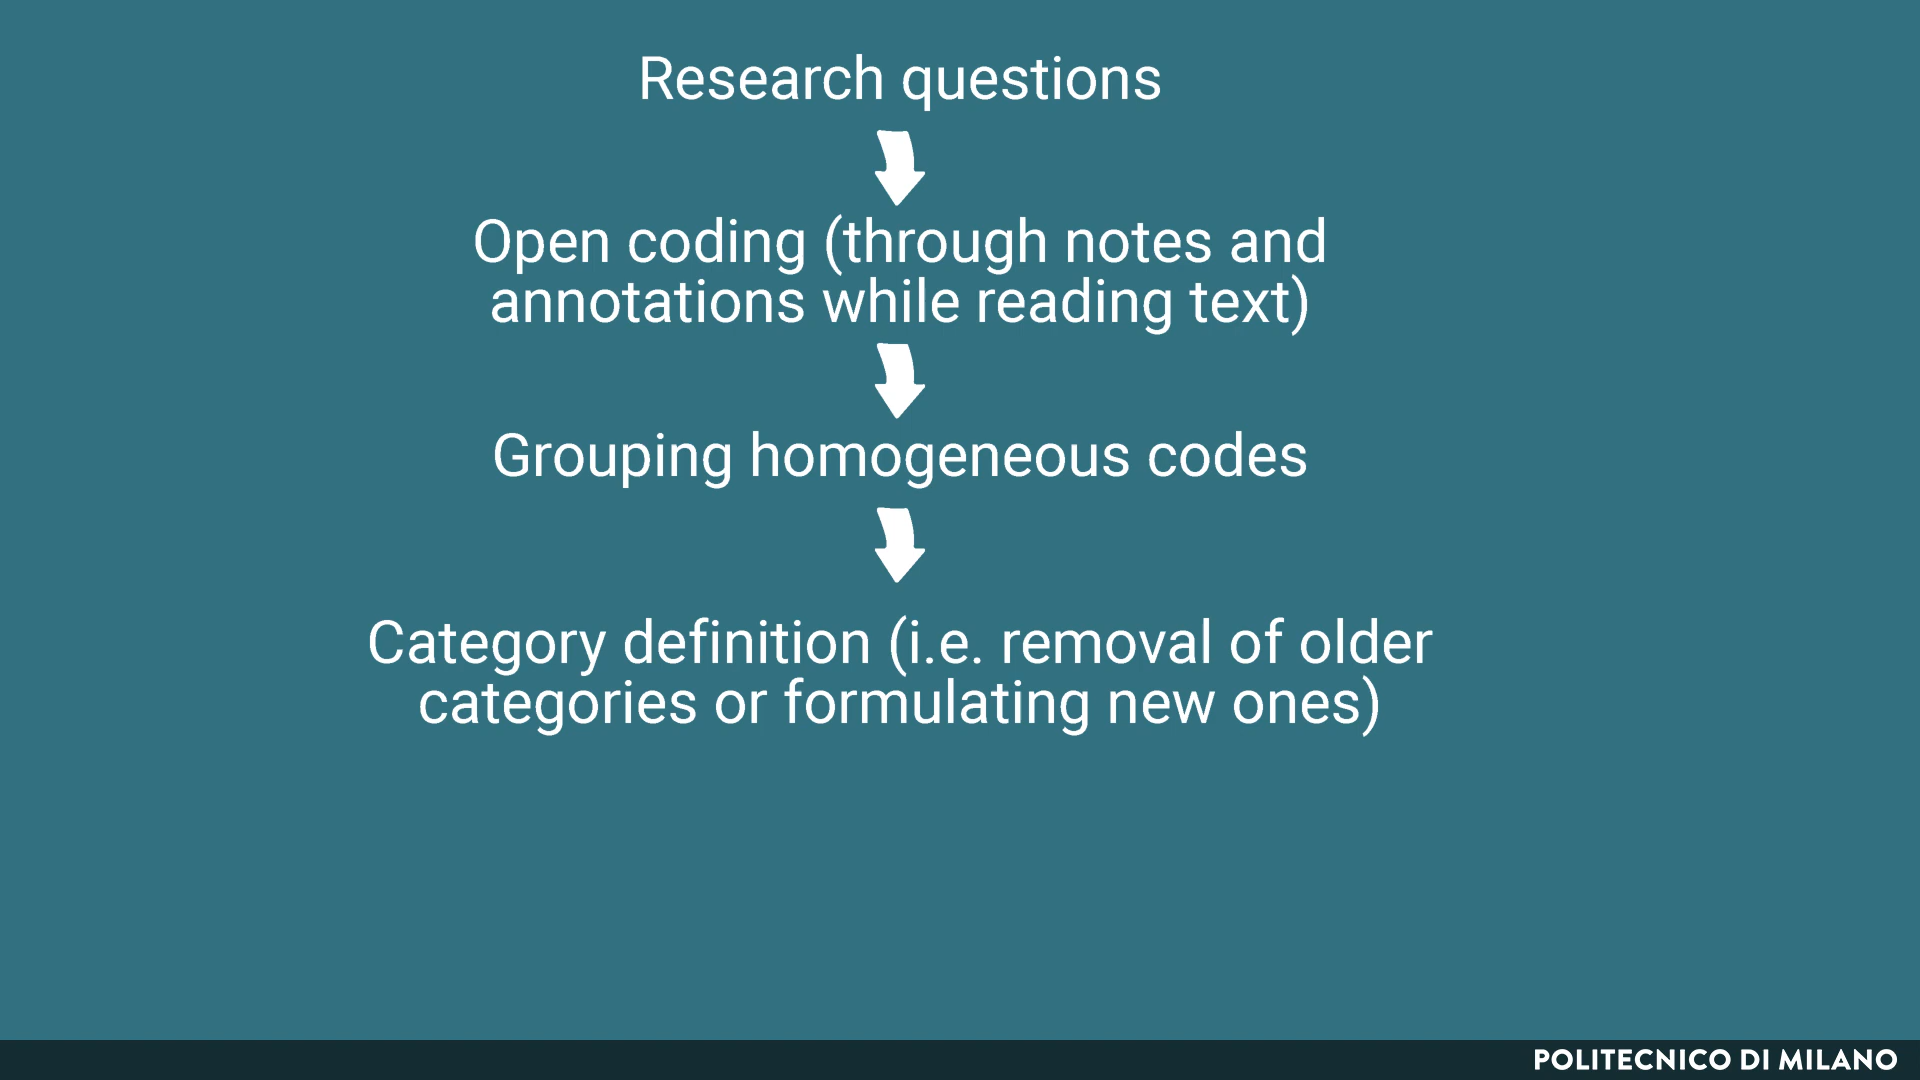 Research questions
Open coding (through notes and
annotations while reading text)
Grouping homogeneous codes
Category definition (i.e. removal of older
categories or formulating new ones)
POLITECNICO DI MILANO